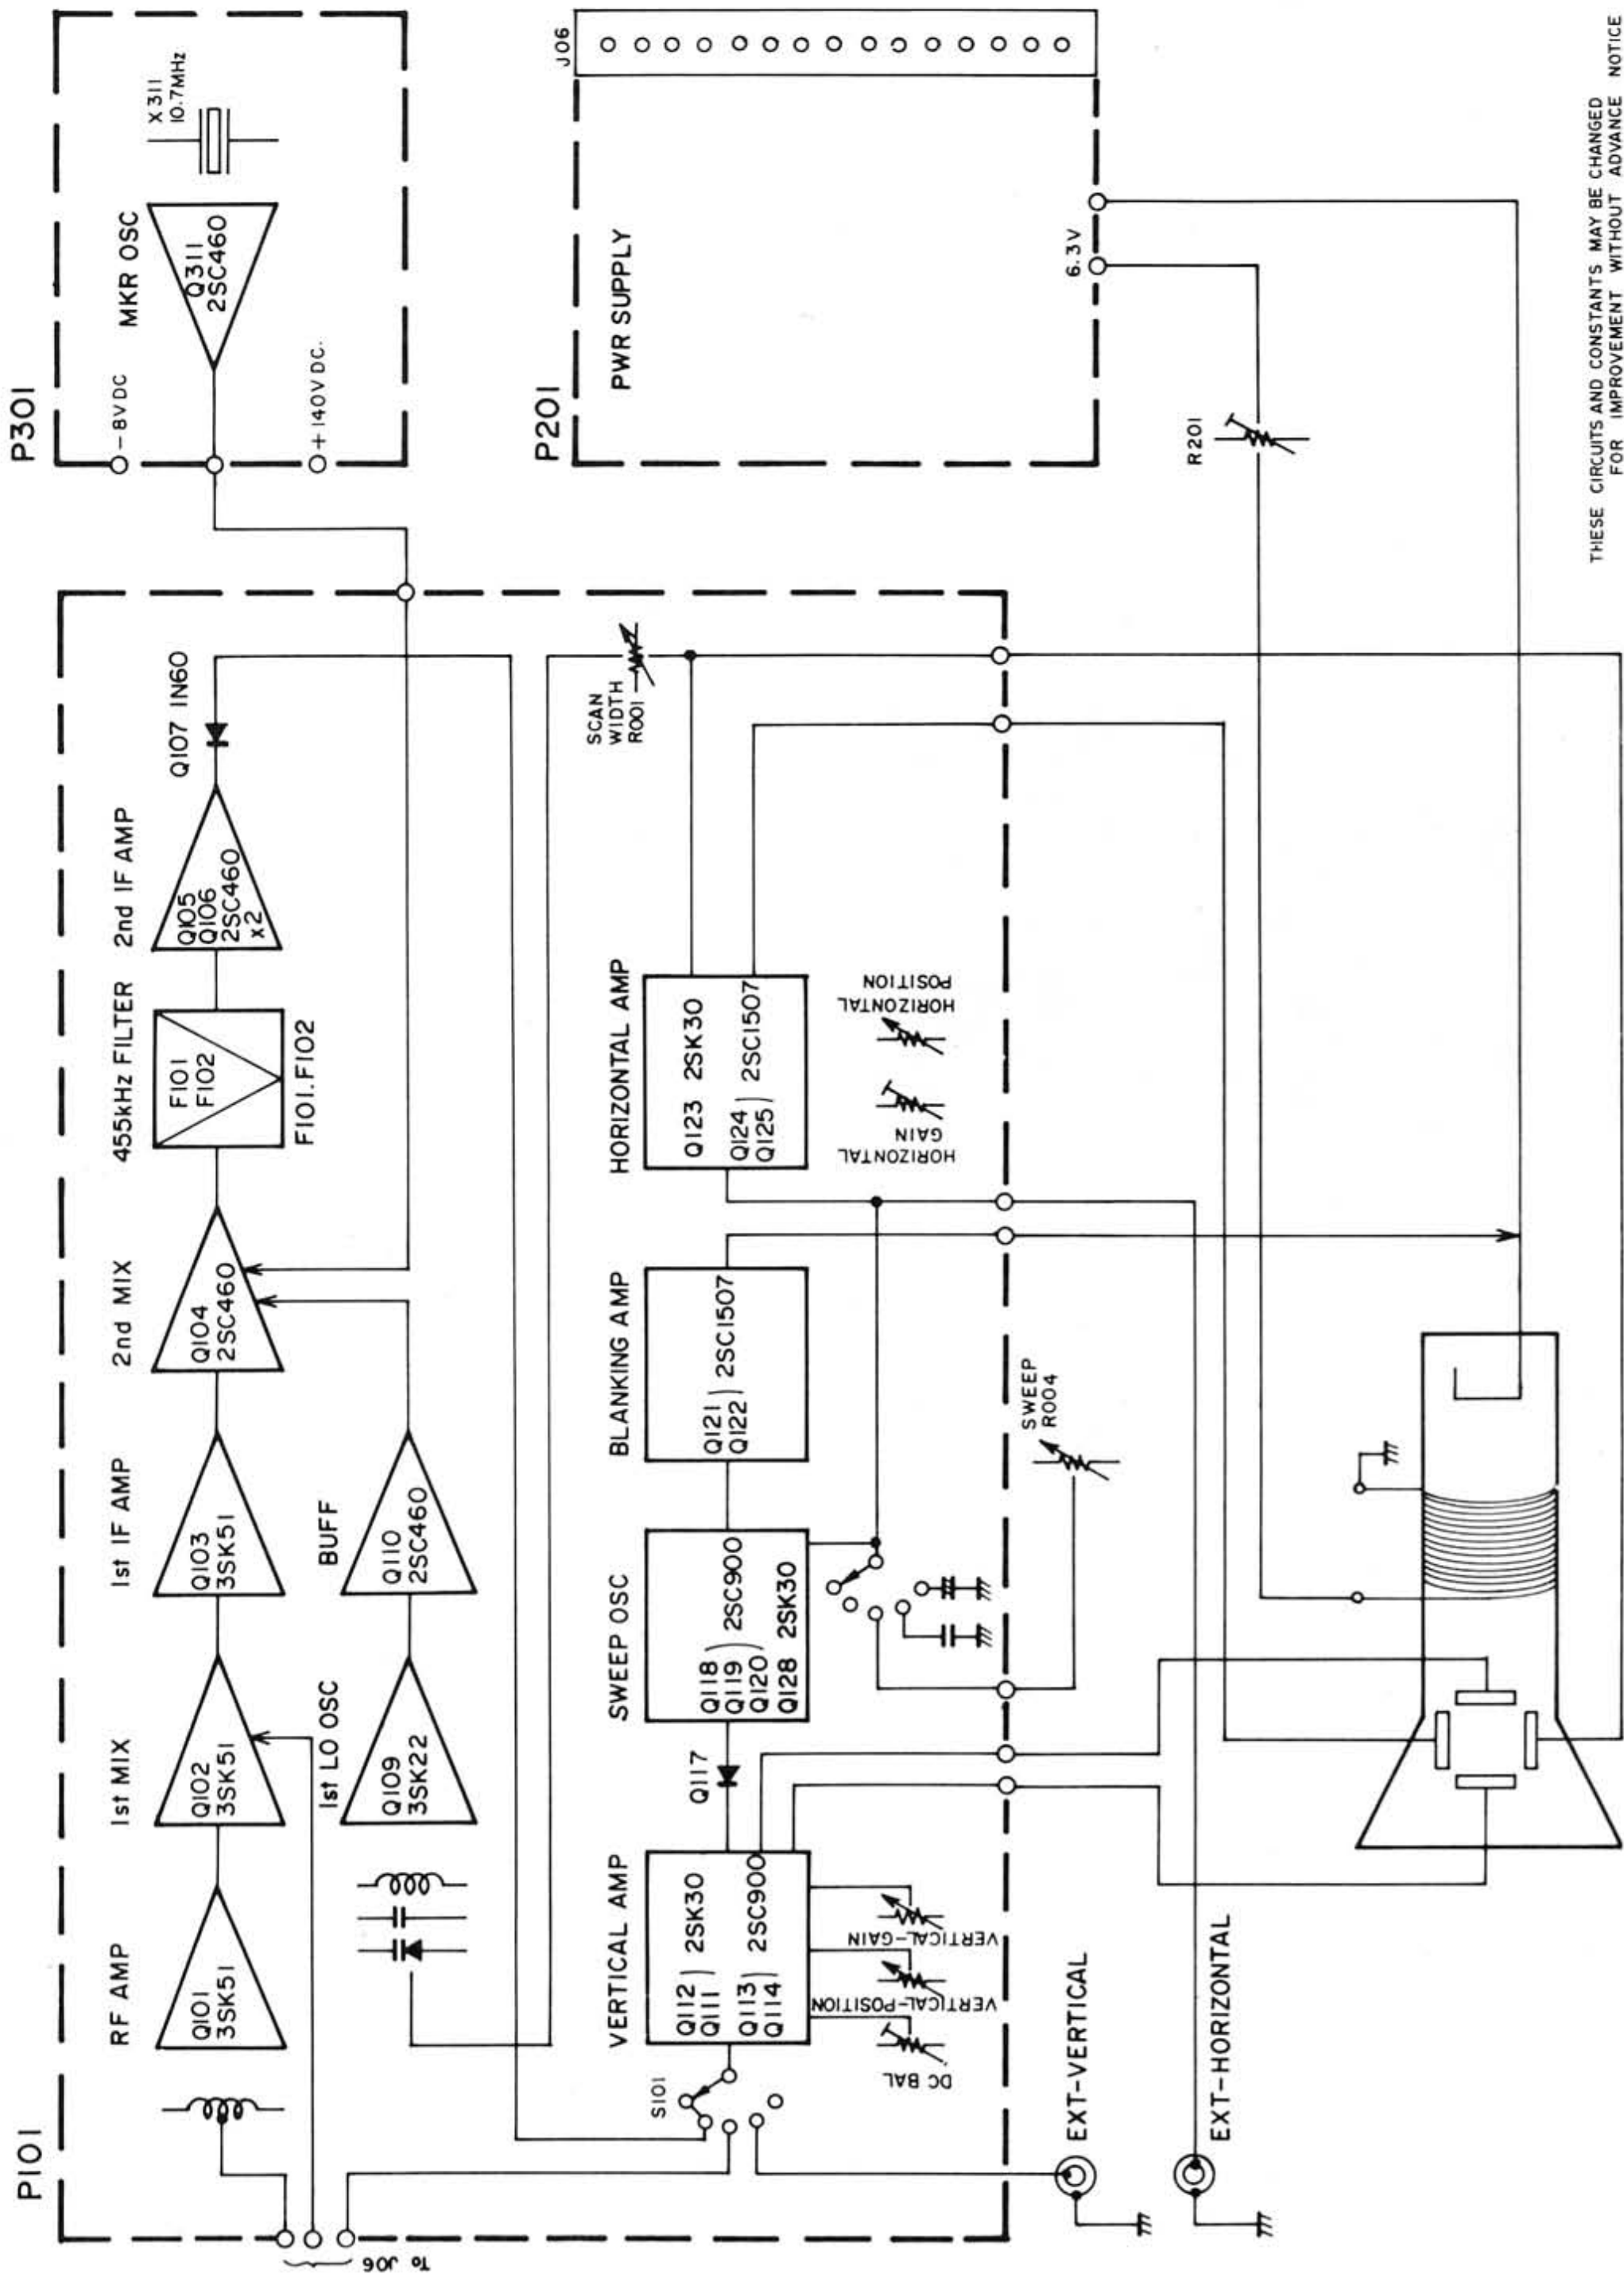 P101
RF AMP
Q101
3SK51
1st MIX
Q102
3SK51
1st IF AMP
Q103
3SK51
2nd MIX
Q104
2SC460
455kHz FILTER
F101
F102
F101.F102
2nd IF AMP
Q105
Q106
2SC460
x2
Q107 IN60
1st LO OSC
Q109
3SK22
BUFF
Q110
2SC460
To J06
S101
VERTICAL AMP
Q112
Q111
2SK30
Q113
Q114
2SC900
DC BAL
VERTICAL-POSITION
VERTICAL-GAIN
Q117
SWEEP OSC
Q118
Q119
Q120
2SC900
Q128 2SK30
BLANKING AMP
Q121
Q122
2SC1507
HORIZONTAL AMP
Q123 2SK30
Q124
Q125
2SC1507
HORIZONTAL
GAIN
HORIZONTAL
POSITION
SCAN
WIDTH
R001
SWEEP
R004
EXT-VERTICAL
EXT-HORIZONTAL
P301
-8VDC
+140VDC.
MKR OSC
Q311
2SC460
X311
10.7MHz
P201
PWR SUPPLY
J06
6.3V
R201
THESE CIRCUITS AND CONSTANTS MAY BE CHANGED
FOR IMPROVEMENT WITHOUT ADVANCE NOTICE